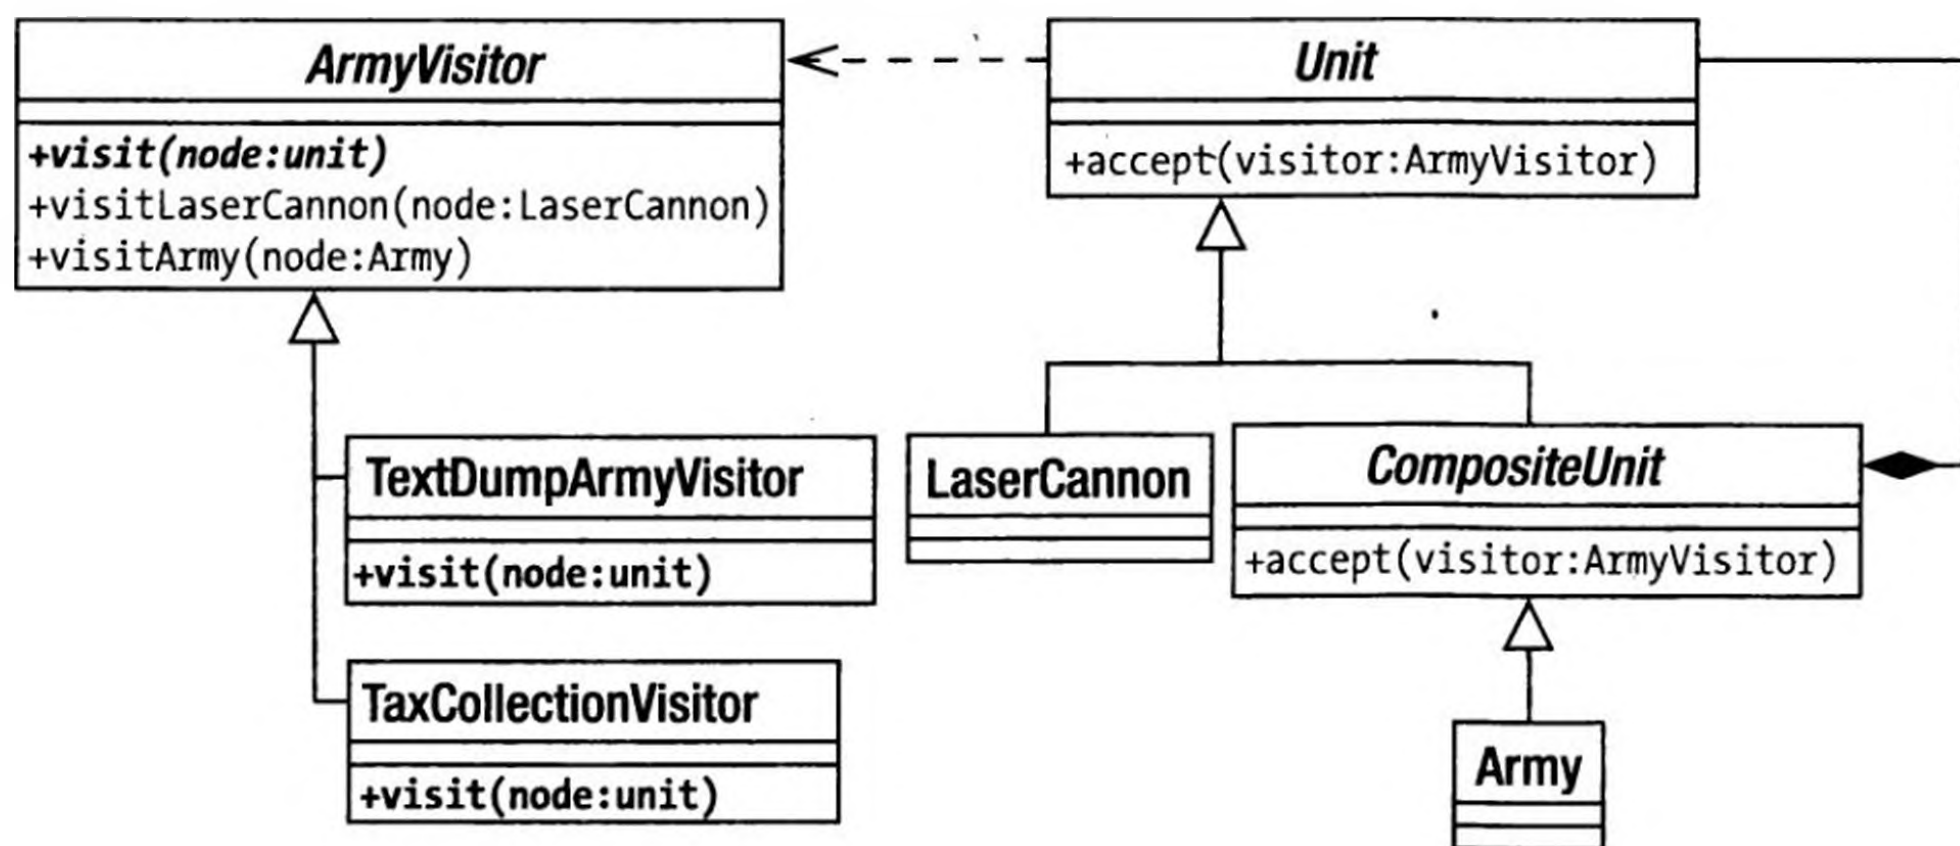 ArmyVisitor
+visit(node:unit)
+visitLaserCannon(node:LaserCannon)
+visitArmy(node:Army)
Unit
+accept(visitor:ArmyVisitor)
TextDumpArmyVisitor
+visit(node:unit)
TaxCollectionVisitor
+visit(node:unit)
LaserCannon
CompositeUnit
+accept(visitor:ArmyVisitor)
Army